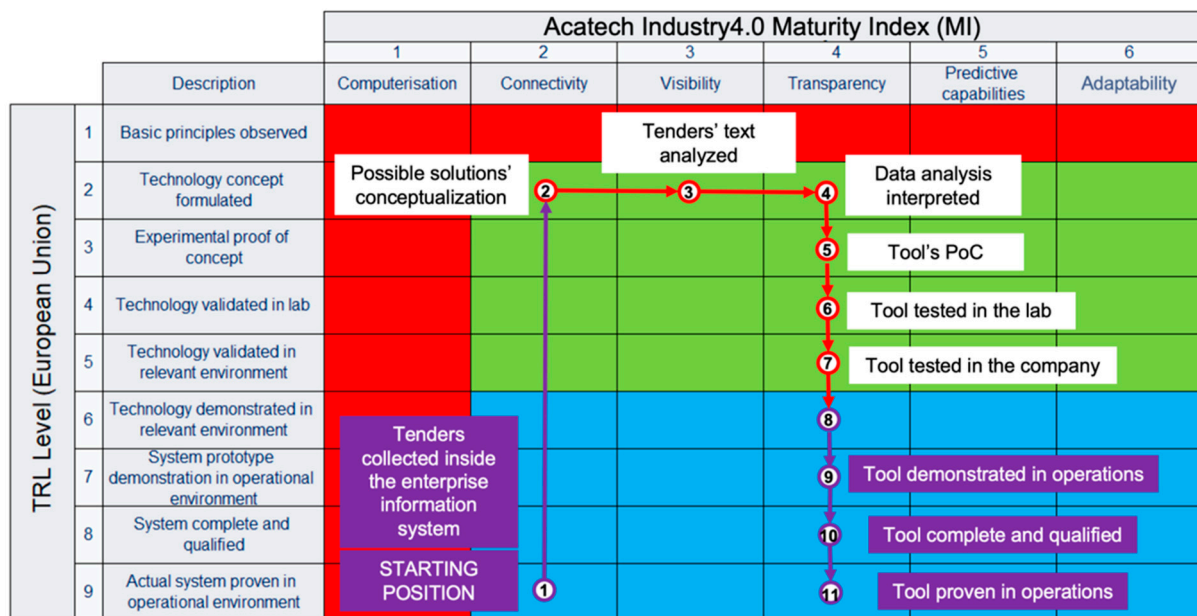 Acatech Industry4.0 Maturity Index (MI)
1 2 3 4 5 6
Description Computerisation Connectivity Visibility Transparency Predictive capabilities Adaptability
TRL Level (European Union)
1 Basic principles observed
Tenders' text
analyzed
2 Technology concept
formulated
Possible solutions'
conceptualization
2
3
4
Data analysis
interpreted
3 Experimental proof of
concept
5
Tool's PoC
4 Technology validated in lab
6
Tool tested in the lab
5 Technology validated in
relevant environment
7
Tool tested in the company
6 Technology demonstrated in
relevant environment
8
Tenders
collected inside
the enterprise
information
system
7 System prototype
demonstration in operational
environment
9
Tool demonstrated in operations
8 System complete and
qualified
10
Tool complete and qualified
9 Actual system proven in
operational environment
STARTING
POSITION
1
11
Tool proven in operations